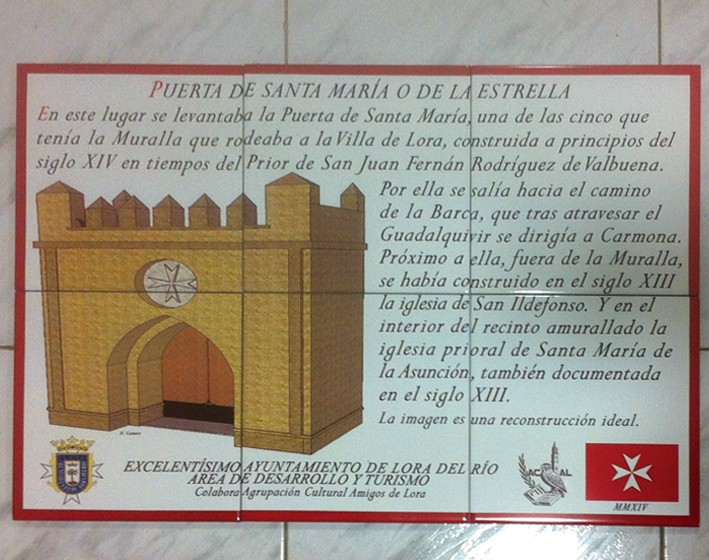 PUERTA DE SANTA MARÍA O DE LA ESTRELLA
En este lugar se levantaba la Puerta de Santa María, una de las cinco que
tenía la Muralla que rodeaba a la Villa de Lora, construida a principios del
siglo XIV en tiempos del Prior de San Juan Fernán Rodríguez de Valbuena.
Por ella se salía hacia el camino
de la Barca, que tras atravesar el
Guadalquivir se dirigía a Carmona.
Próximo a ella, fuera de la Muralla,
se había construido en el siglo XIII
la iglesia de San Ildefonso. Y en el
interior del recinto amurallado la
iglesia prioral de Santa María de
la Asunción, también documentada
en el siglo XIII.
La imagen es una reconstrucción ideal.
EXCELENTÍSIMO AYUNTAMIENTO DE LORA DEL RÍO
AREA DE DESARROLLO Y TURISMO
Colabora Agrupación Cultural Amigos de Lora
AC AL
MMXIV